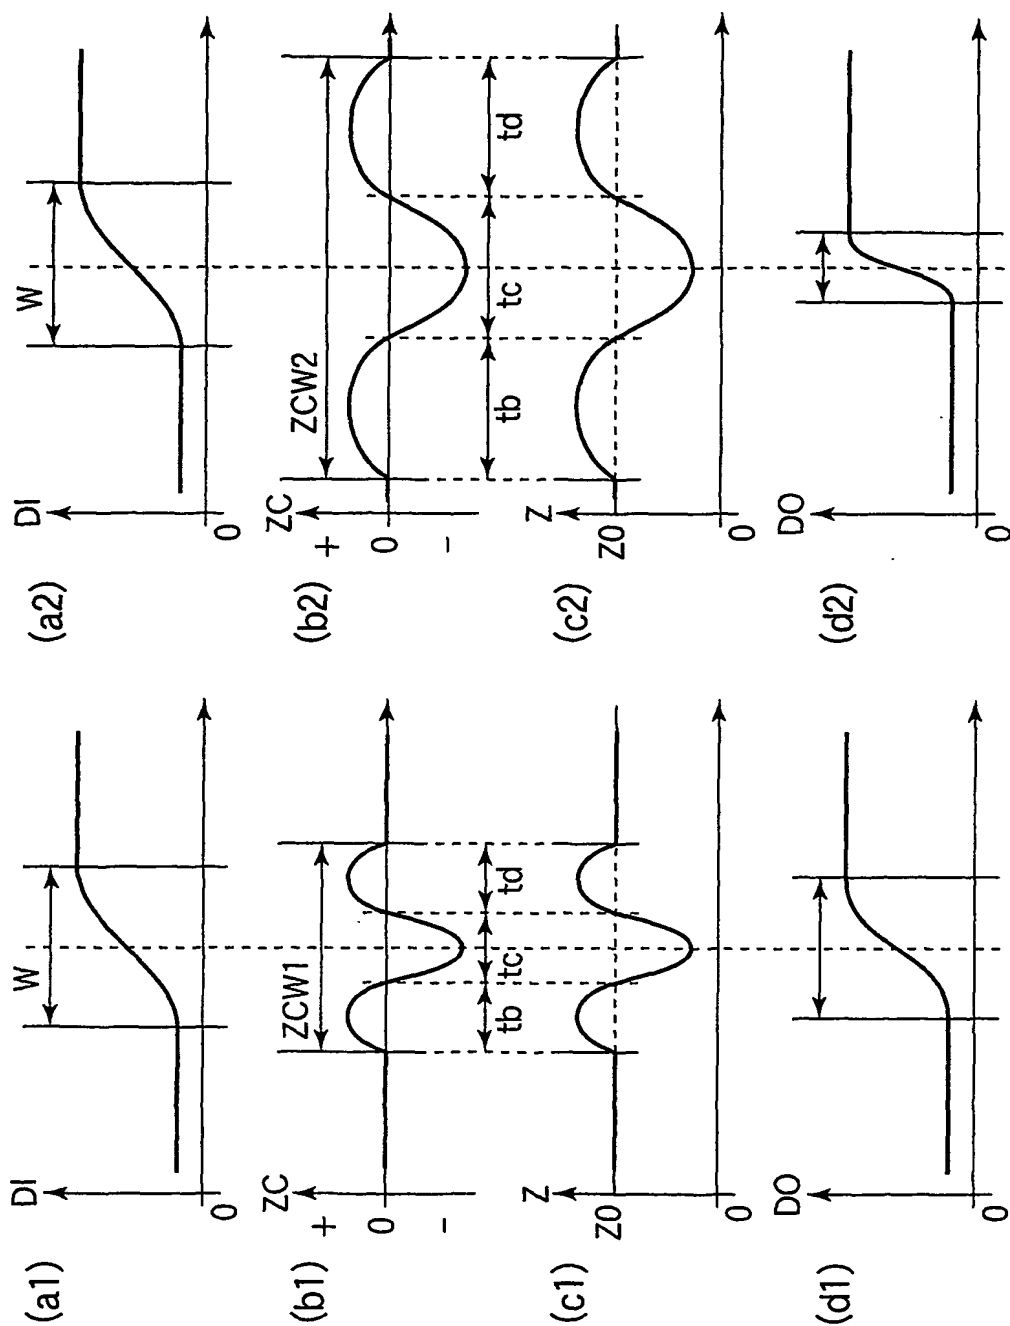 (a1)
DI
W
0
(b1)
ZC
+
0
-
ZCW1
tb
tc
td
(c1)
Z
Z0
0
(d1)
DO
0
(a2)
DI
W
0
(b2)
ZC
+
0
-
ZCW2
tb
tc
td
(c2)
Z
Z0
0
(d2)
DO
0